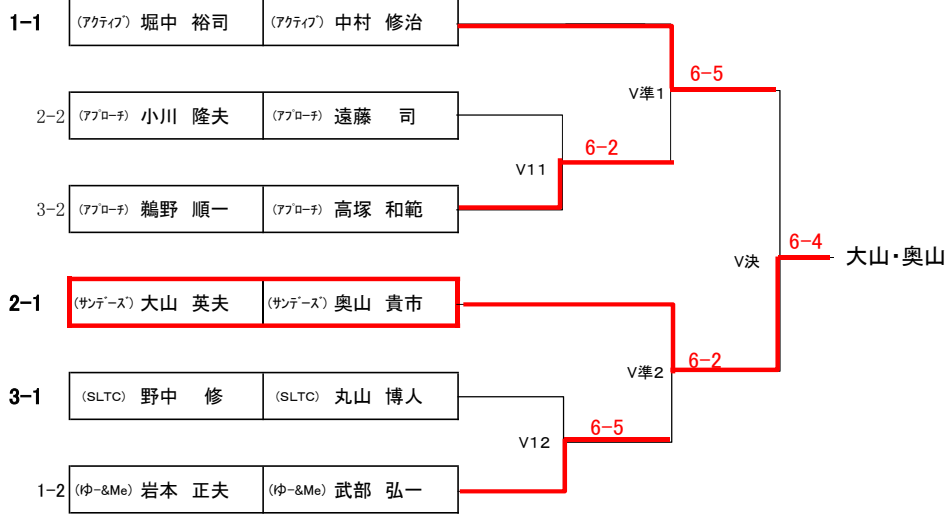 1-1 (アクティブ) 堀中 裕司 (アクティブ) 中村 修治
6-5
V準1
2-2 (アプローチ) 小川 隆夫 (アプローチ) 遠藤 司
6-2
V11
3-2 (アプローチ) 鵜野 順一 (アプローチ) 高塚 和範
6-4
V決 大山・奥山
2-1 (サンデーズ) 大山 英夫 (サンデーズ) 奥山 貴市
6-2
V準2
3-1 (SLTC) 野中 修 (SLTC) 丸山 博人
6-5
V12
1-2 (ゆー&Me) 岩本 正夫 (ゆー&Me) 武部 弘一